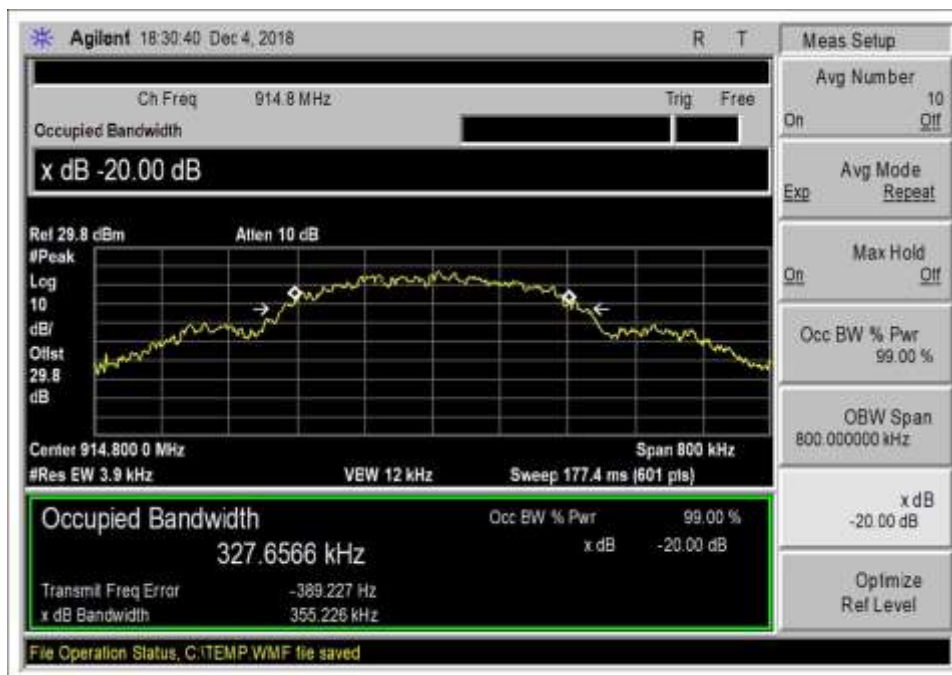 Agilent 18:30:40 Dec 4, 2018 R T
Ch Freq 914.8 MHz Trig Free
Occupied Bandwidth
x dB -20.00 dB
Ref 29.8 dBm Atten 10 dB
#Peak
Log
10
dB/
Offst
29.8
dB
Center 914.800 0 MHz Span 800 kHz
#Res BW 3.9 kHz VBW 12 kHz Sweep 177.4 ms (601 pts)
Occupied Bandwidth Occ BW % Pwr 99.00 %
327.6566 kHz x dB -20.00 dB
Transmit Freq Error -389.227 Hz
x dB Bandwidth 355.226 kHz
File Operation Status, C:\TEMP.WMF file saved
Meas Setup
Avg Number
10
On Off
Avg Mode
Exp Repeat
Max Hold
On Off
Occ BW % Pwr
99.00 %
OBW Span
800.000000 kHz
x dB
-20.00 dB
Optimize
Ref Level